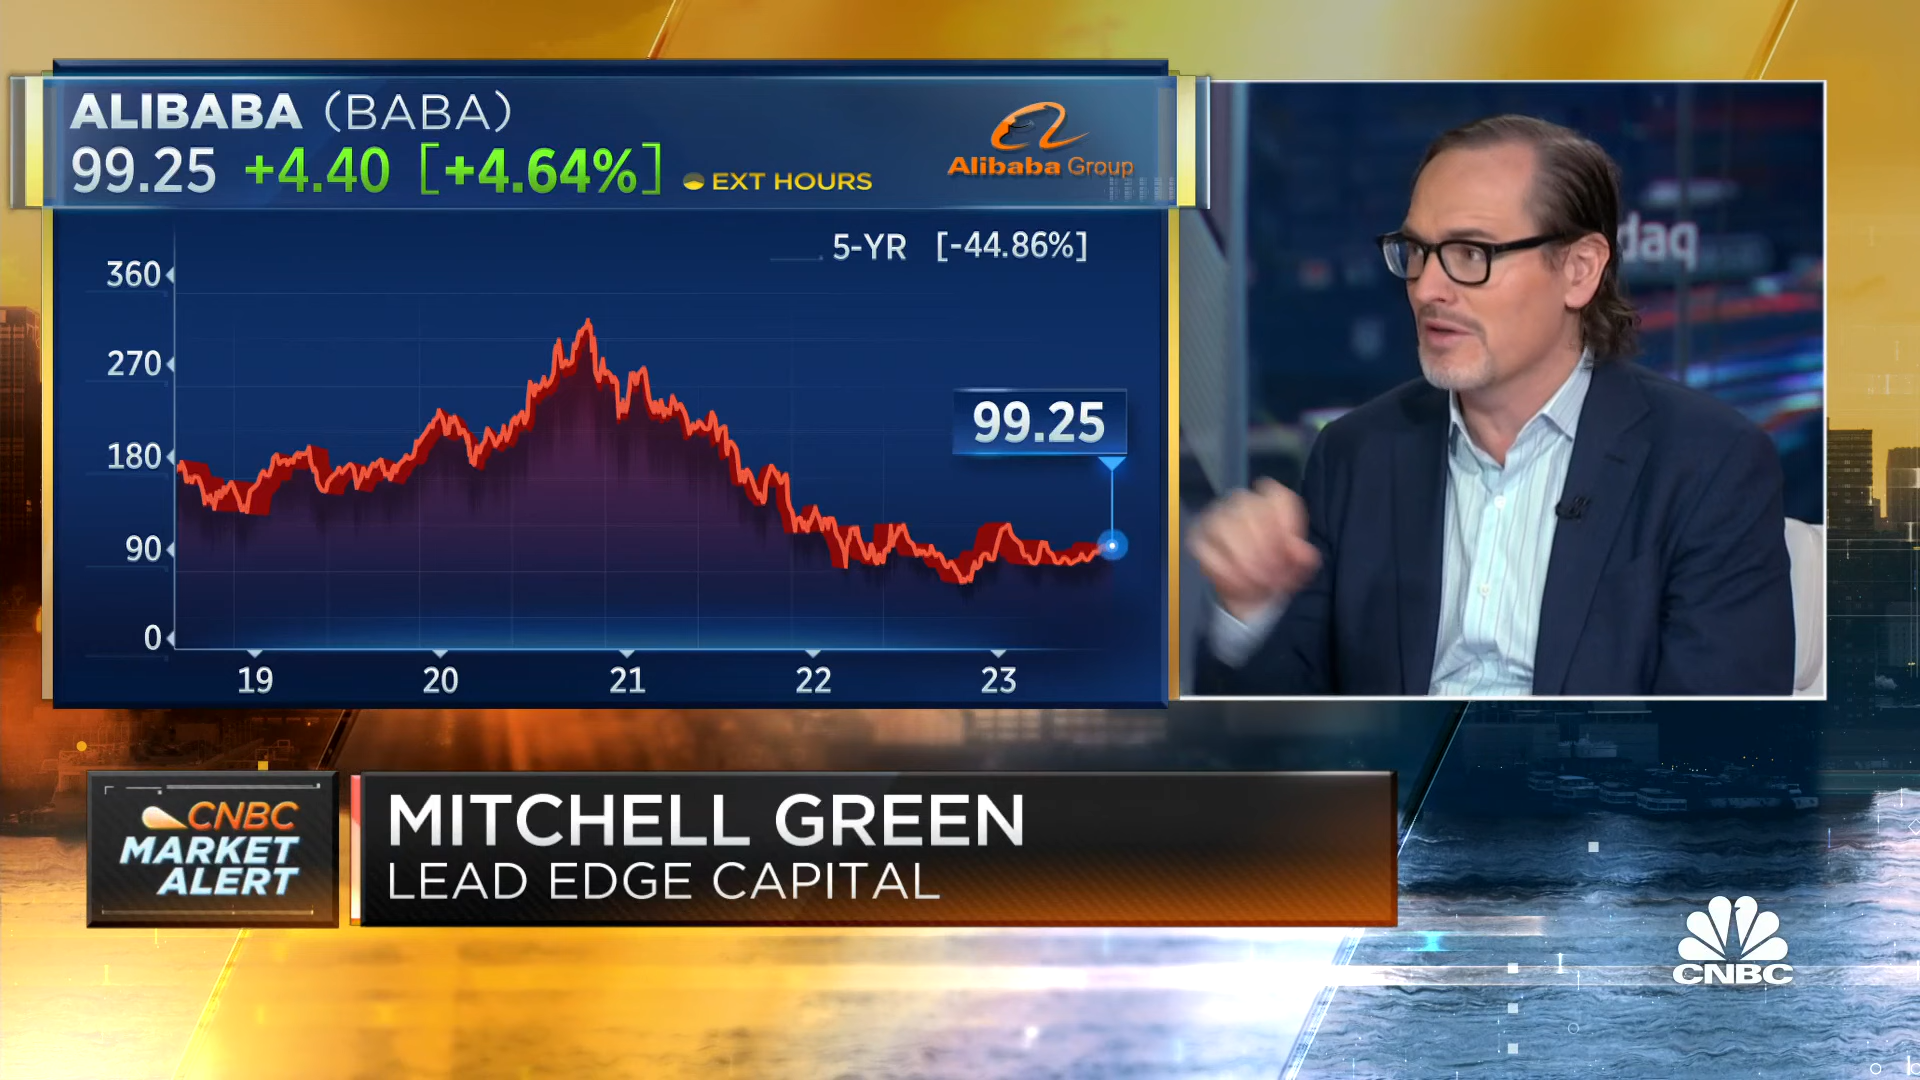 ALIBABA (BABA)
99.25 +4.40 [+4.64%] EXT HOURS
Alibaba Group
5-YR [-44.86%]
360
270
180
90
0
99.25
19 20 21 22 23
daq
CNBC
MARKET
ALERT
MITCHELL GREEN
LEAD EDGE CAPITAL
CNBC